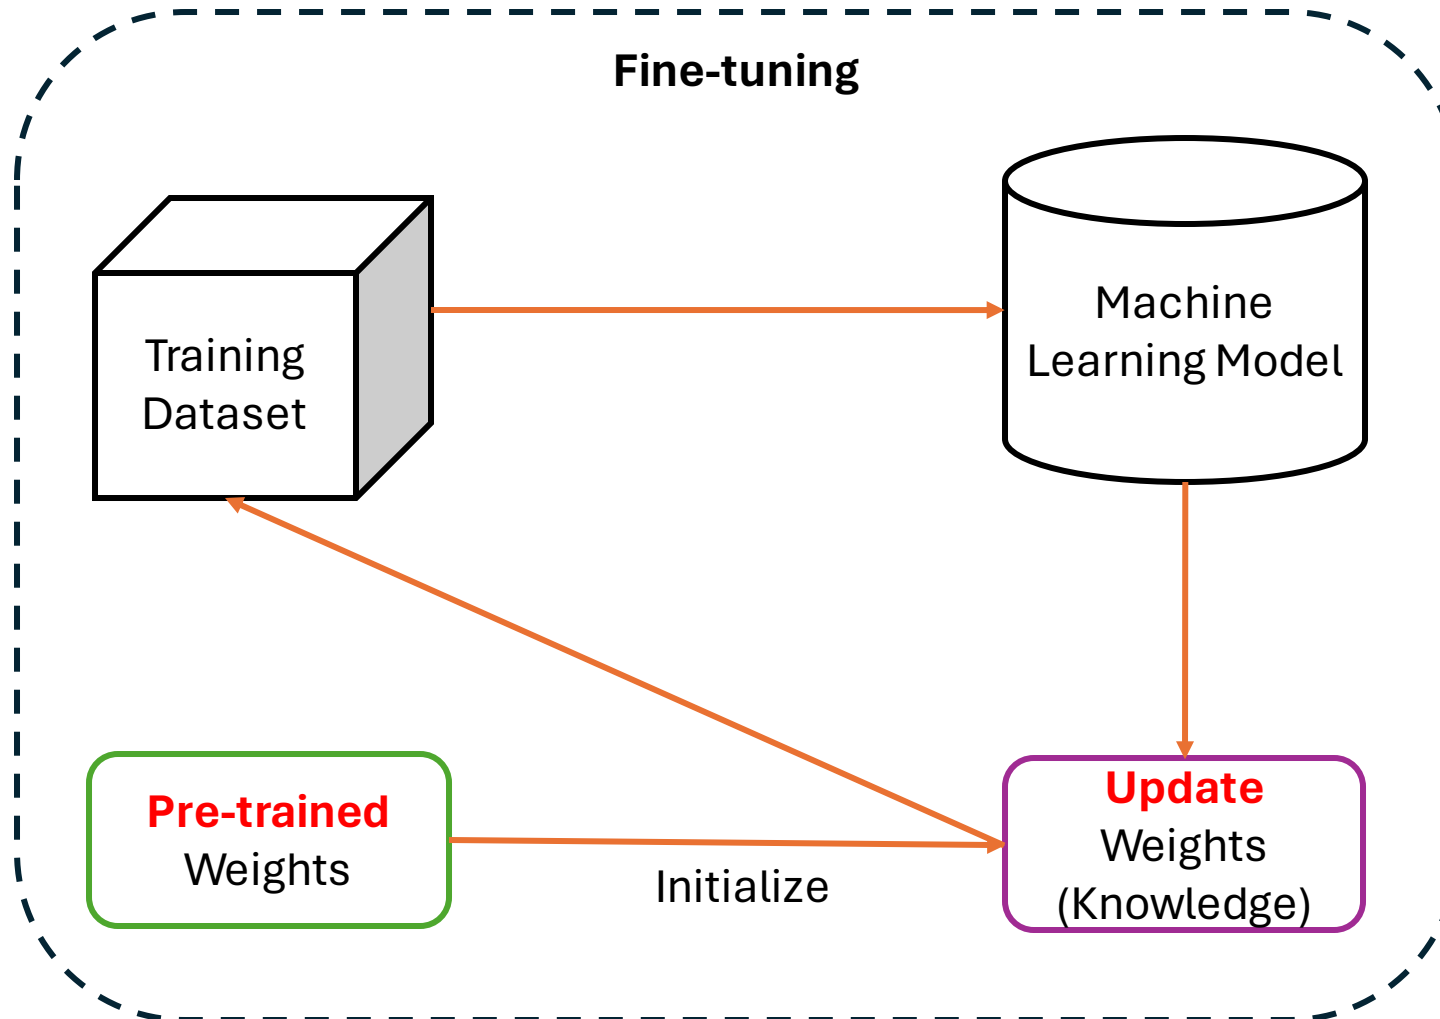 Fine-tuning
Training
Dataset
Machine
Learning Model
Pre-trained
Weights
Initialize
Update
Weights
(Knowledge)